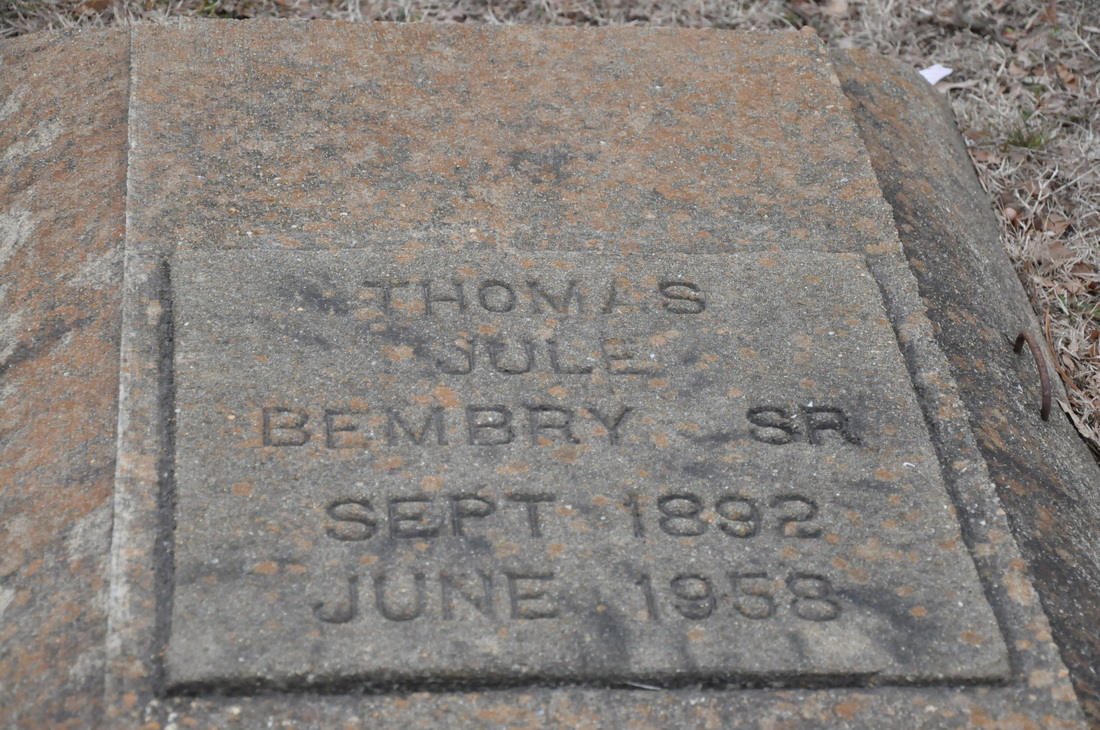 THOMAS
JULE
BEMBRY SR
SEPT 1892
JUNE 1958